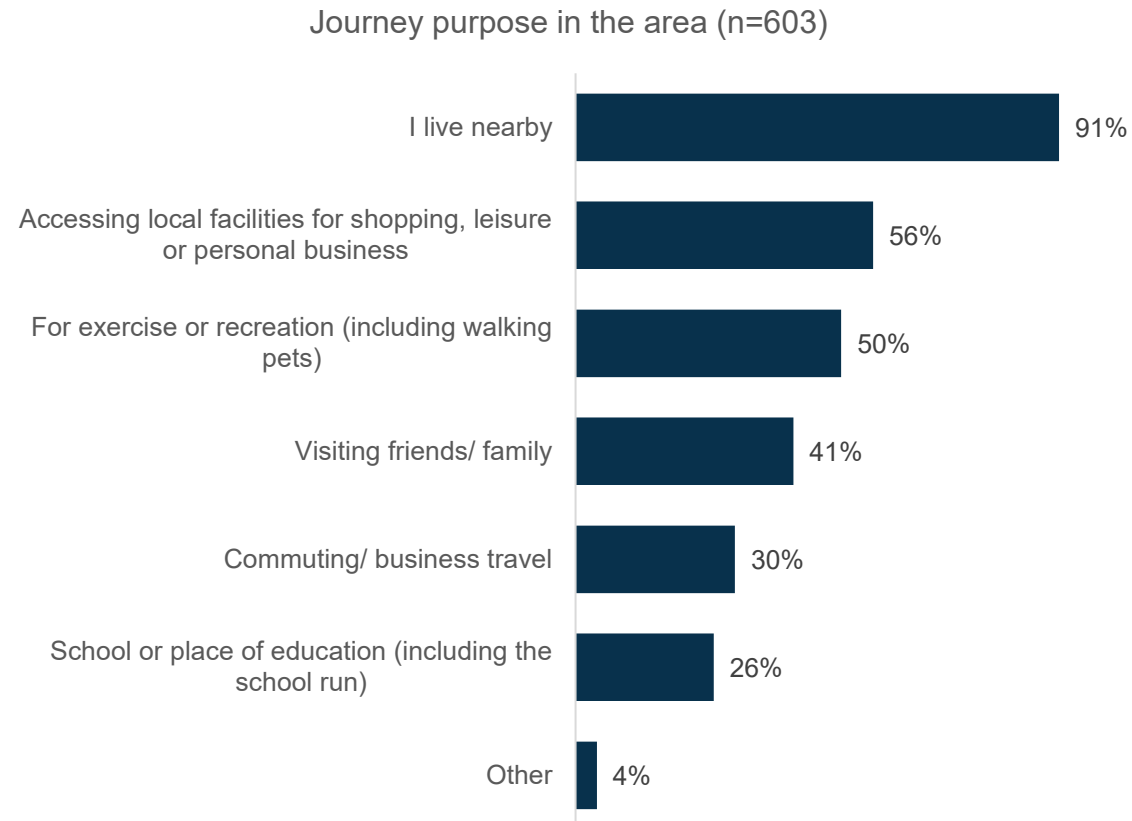 Journey purpose in the area (n=603)
I live nearby
91%
Accessing local facilities for shopping, leisure
or personal business
56%
For exercise or recreation (including walking
pets)
50%
Visiting friends/ family
41%
Commuting/ business travel
30%
School or place of education (including the
school run)
26%
Other
4%